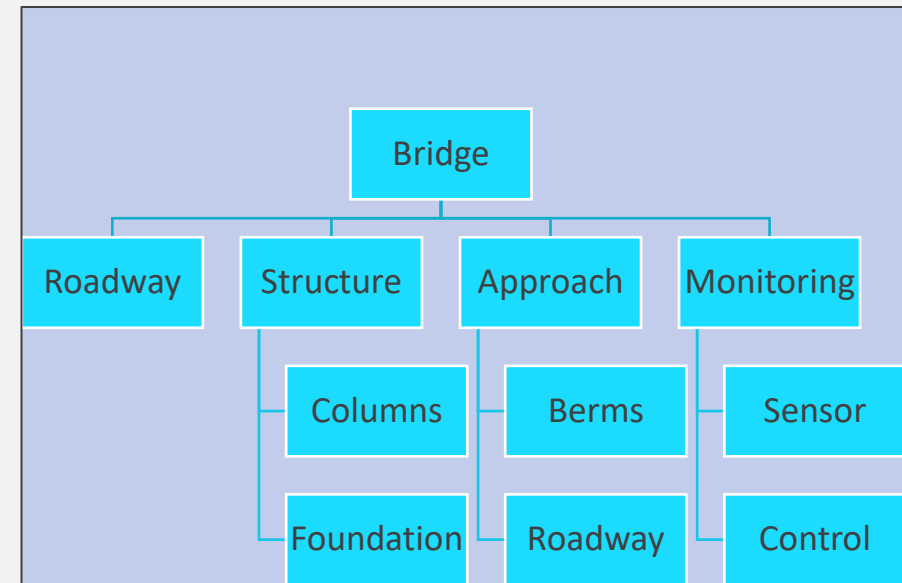 Bridge
Roadway
Structure
Approach
Monitoring
Columns
Berms
Sensor
Foundation
Roadway
Control